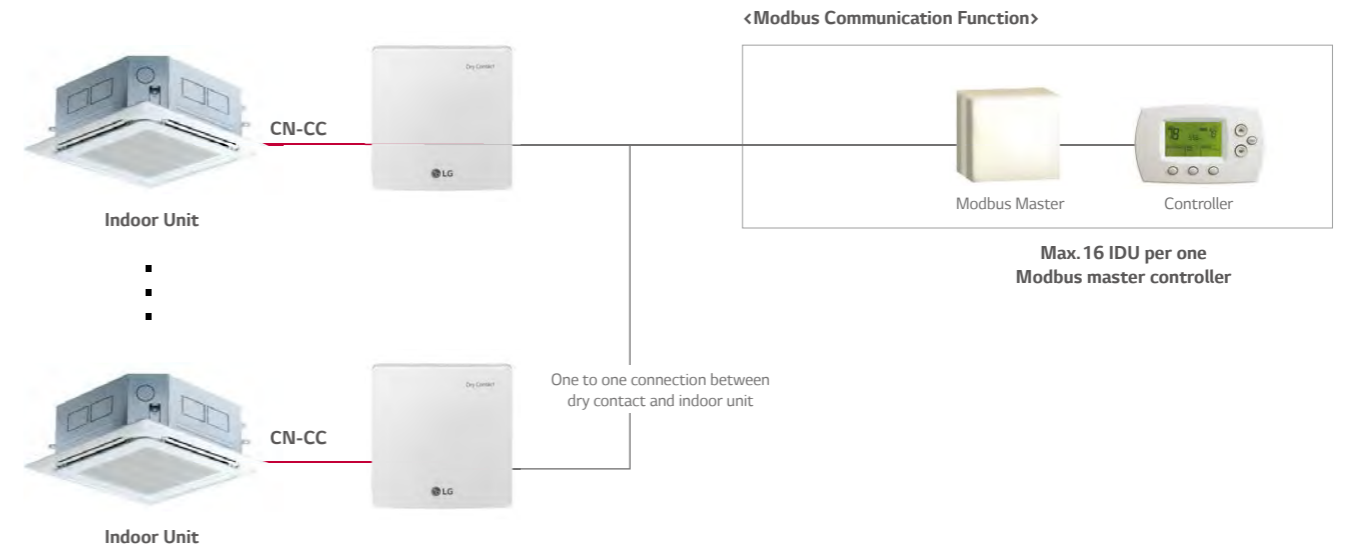 <Modbus Communication Function>
Dry Contact
CN-CC
LG
Indoor Unit
Modbus Master
Controller
Max. 16 IDU per one
Modbus master controller
Dry Contact
One to one connection between
dry contact and indoor unit
CN-CC
LG
Indoor Unit